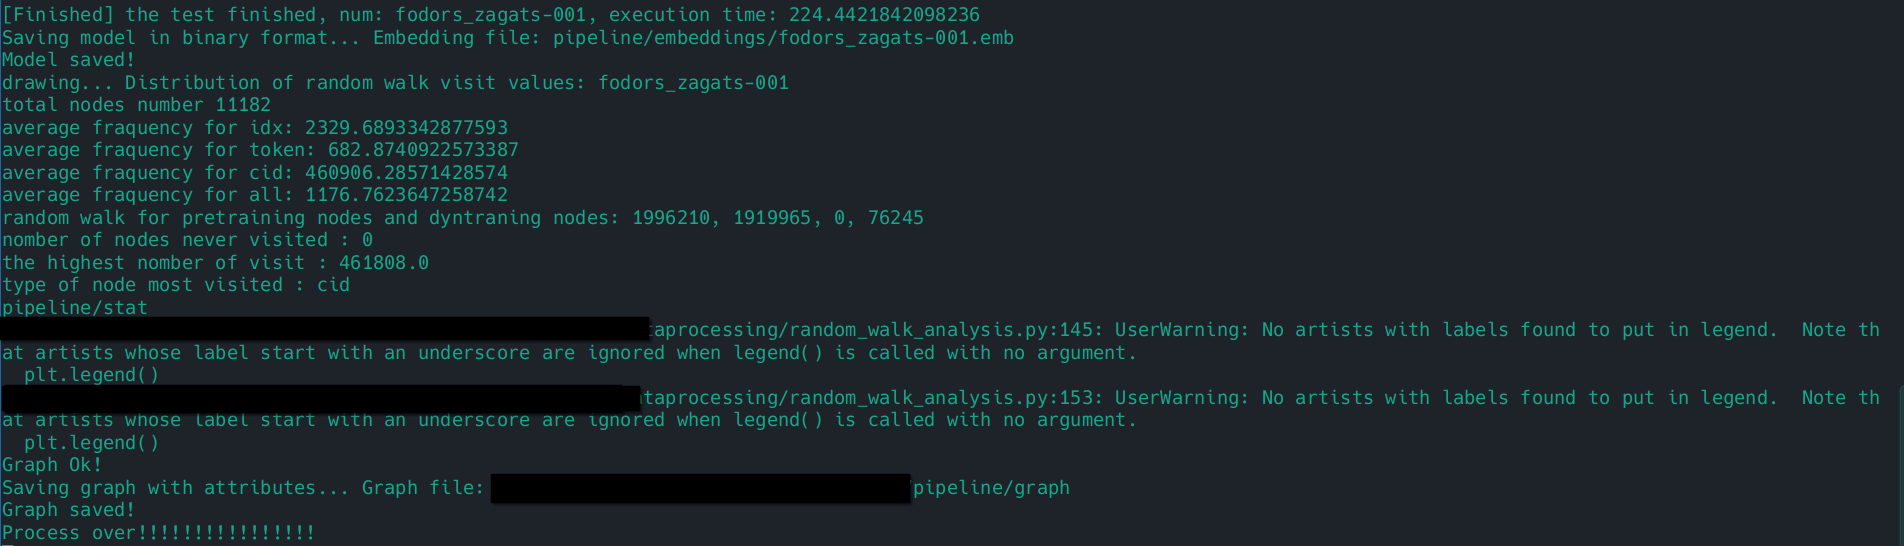 [Finished] the test finished, num: fodors_zagats-001, execution time: 224.4421842098236
Saving model in binary format... Embedding file: pipeline/embeddings/fodors_zagats-001.emb
Model saved!
drawing... Distribution of random walk visit values: fodors_zagats-001
total nodes number 11182
average fraquency for idx: 2329.6893342877593
average fraquency for token: 682.8740922573387
average fraquency for cid: 460906.28571428574
average fraquency for all: 1176.7623647258742
random walk for pretraining nodes and dyntraning nodes: 1996210, 1919965, 0, 76245
nomber of nodes never visited : 0
the highest nomber of visit : 461808.0
type of node most visited : cid
pipeline/stat
taprocessing/random_walk_analysis.py:145: UserWarning: No artists with labels found to put in legend.  Note th
at artists whose label start with an underscore are ignored when legend() is called with no argument.
  plt.legend()
taprocessing/random_walk_analysis.py:153: UserWarning: No artists with labels found to put in legend.  Note th
at artists whose label start with an underscore are ignored when legend() is called with no argument.
  plt.legend()
Graph Ok!
Saving graph with attributes... Graph file: /pipeline/graph
Graph saved!
Process over!!!!!!!!!!!!!!!!